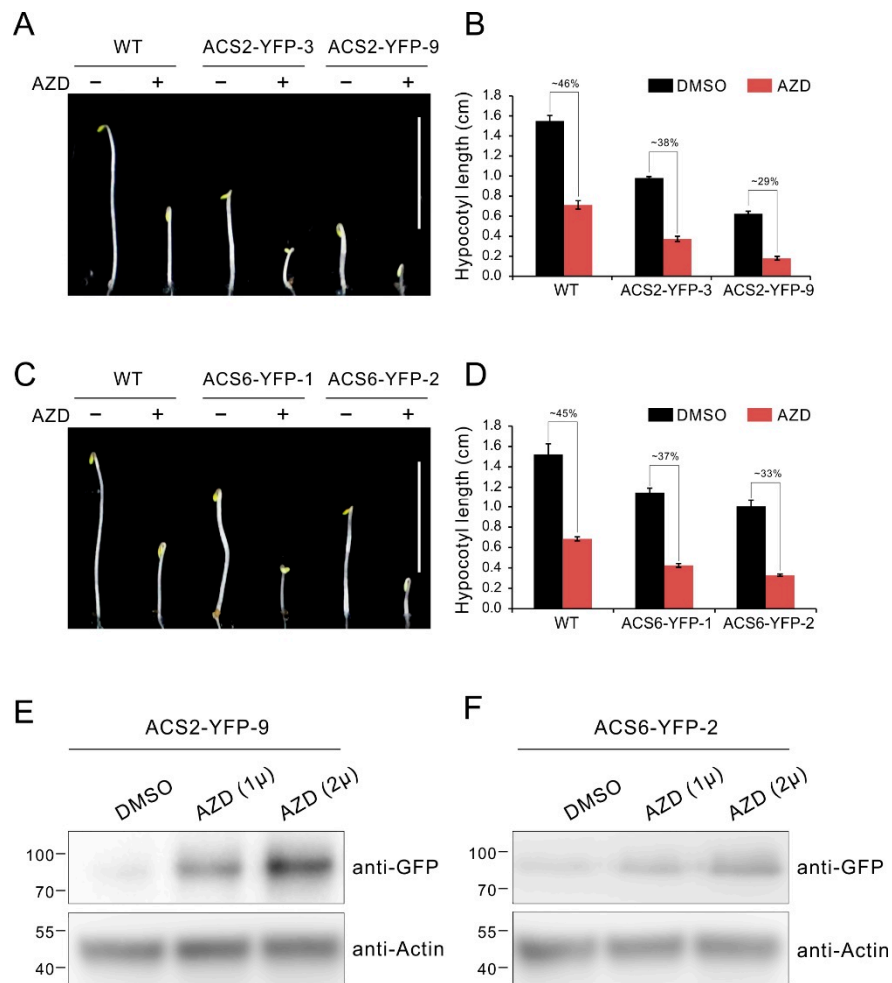 A
WT ACS2-YFP-3 ACS2-YFP-9
AZD − + − + − +
B
DMSO AZD
Hypocotyl length (cm)
1.8
1.6
1.4
1.2
1.0
0.8
0.6
0.4
0.2
0.0
~46%
~38%
~29%
WT ACS2-YFP-3 ACS2-YFP-9
C
WT ACS6-YFP-1 ACS6-YFP-2
AZD − + − + − +
D
DMSO AZD
Hypocotyl length (cm)
1.8
1.6
1.4
1.2
1.0
0.8
0.6
0.4
0.2
0.0
~45%
~37%
~33%
WT ACS6-YFP-1 ACS6-YFP-2
E
ACS2-YFP-9
DMSO AZD (1μ) AZD (2μ)
100
70
anti-GFP
55
40
anti-Actin
F
ACS6-YFP-2
DMSO AZD (1μ) AZD (2μ)
100
70
anti-GFP
55
40
anti-Actin